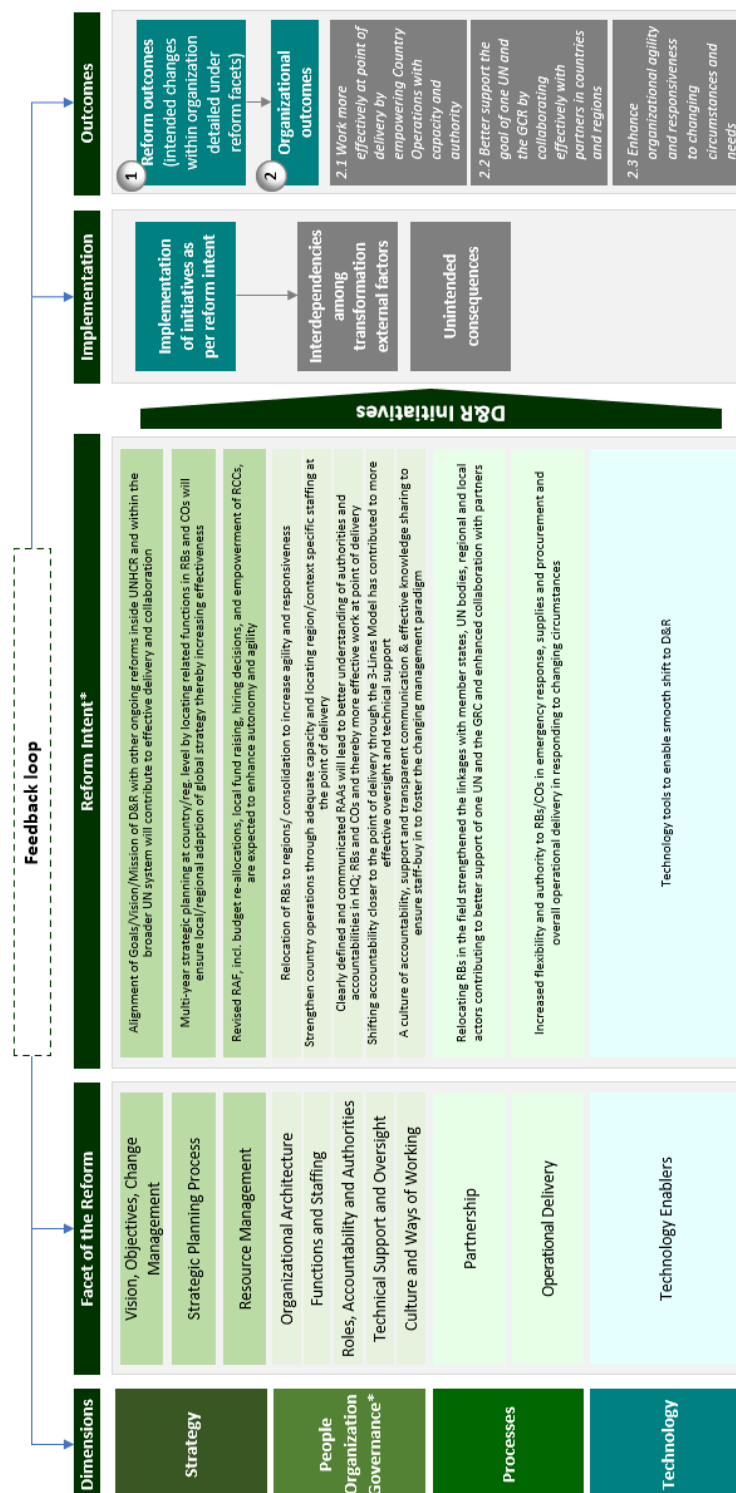 Feedback loop
Dimensions
Facet of the Reform
Reform Intent*
Implementation
Outcomes
Strategy
Vision, Objectives, Change
Management
Alignment of Goals/Vision/Mission of D&R with other ongoing reforms inside UNHCR and within the
broader UN system will contribute to effective delivery and collaboration
Strategic Planning Process
Multi-year strategic planning at country/reg. level by locating related functions in RBs and COs will
ensure local/regional adaption of global strategy thereby increasing effectiveness
Resource Management
Revised RAF, incl. budget re-allocations, local fund raising, hiring decisions, and empowerment of RCCs,
are expected to enhance autonomy and agility
People
Organization
Governance*
Organizational Architecture
Relocation of RBs to regions/ consolidation to increase agility and responsiveness
Functions and Staffing
Strengthen country operations through adequate capacity and locating region/context specific staffing at
the point of delivery
Roles, Accountability and Authorities
Clearly defined and communicated RAAs will lead to better understanding of authorities and
accountabilities in HQ; RBs and COs and thereby more effective work at point of delivery
Technical Support and Oversight
Shifting accountability closer to the point of delivery through the 3-Lines Model has contributed to more
effective oversight and technical support
Culture and Ways of Working
A culture of accountability, support and transparent communication & effective knowledge sharing to
ensure staff-buy in to foster the changing management paradigm
Processes
Partnership
Relocating RBs in the field strengthened the linkages with member states, UN bodies, regional and local
actors contributing to better support of one UN and the GRC and enhanced collaboration with partners
Operational Delivery
Increased flexibility and authority to RBs/COs in emergency response, supplies and procurement and
overall operational delivery in responding to changing circumstances
Technology
Technology Enablers
Technology tools to enable smooth shift to D&R
D&R Initiatives
Implementation
of initiatives as
per reform intent
Interdependencies
among
transformation
external factors
Unintended
consequences
1
Reform outcomes
(intended changes
within organization
detailed under
reform facets)
2
Organizational
outcomes
2.1 Work more
effectively at point of
delivery by
empowering Country
Operations with
capacity and
authority
2.2 Better support the
goal of one UN and
the GCR by
collaborating
effectively with
partners in countries
and regions
2.3 Enhance
organizational agility
and responsiveness
to changing
circumstances and
needs